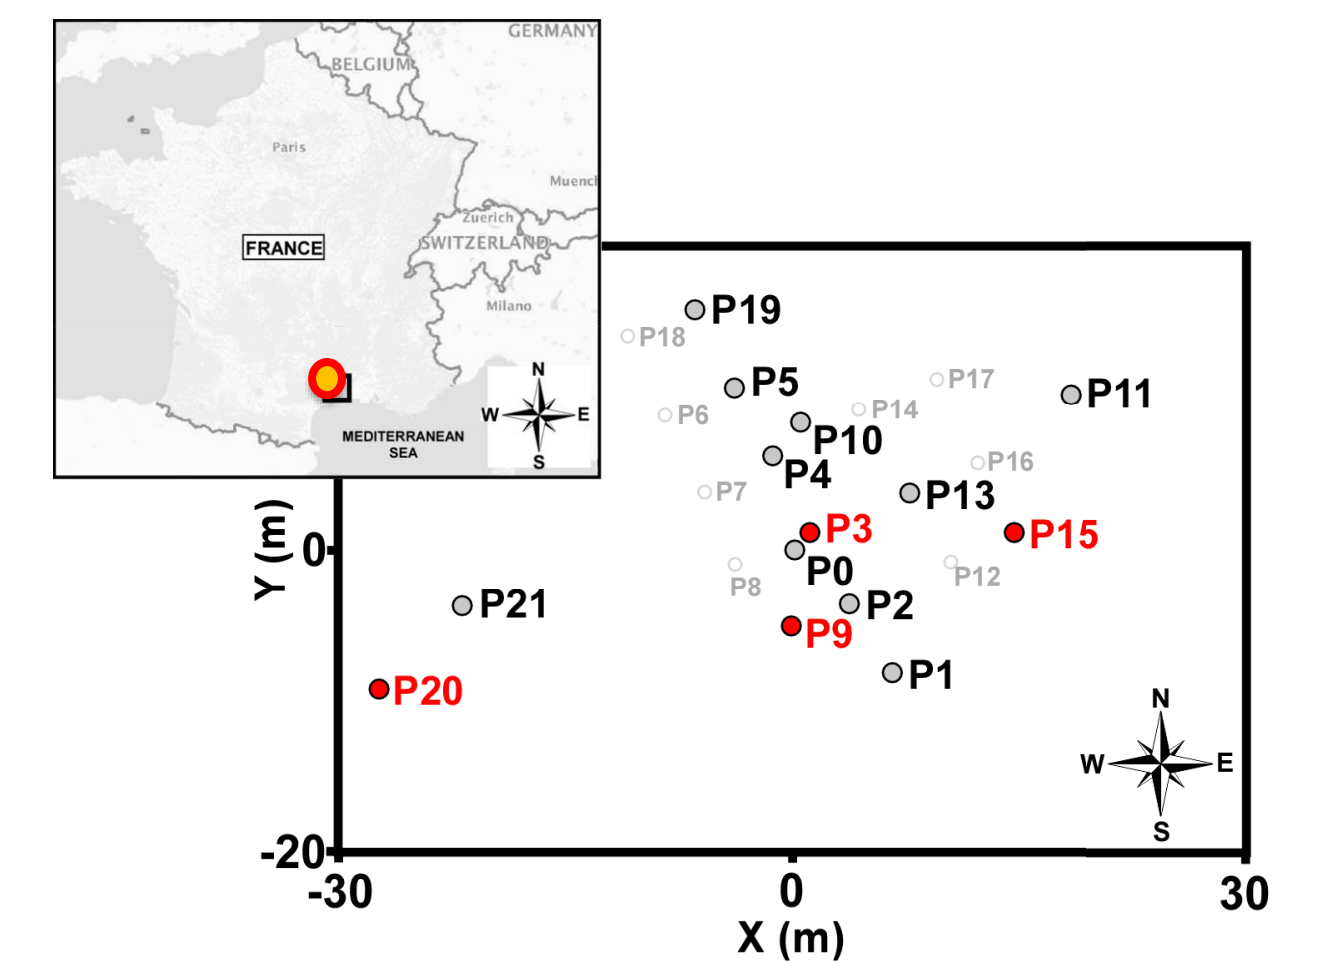 GERMANY
BELGIUM
Paris
Muencl
Zuerich
SWITZERLAND
FRANCE
Milano
N
W E
S
MEDITERRANEAN
SEA
P19
P18
P5
P17
P11
P6
P14
P10
P4
P16
P7
P13
P3
P15
Y (m)
0
P0
P8
P12
P21
P2
P9
P1
P20
N
W E
S
-20
-30
0
30
X (m)